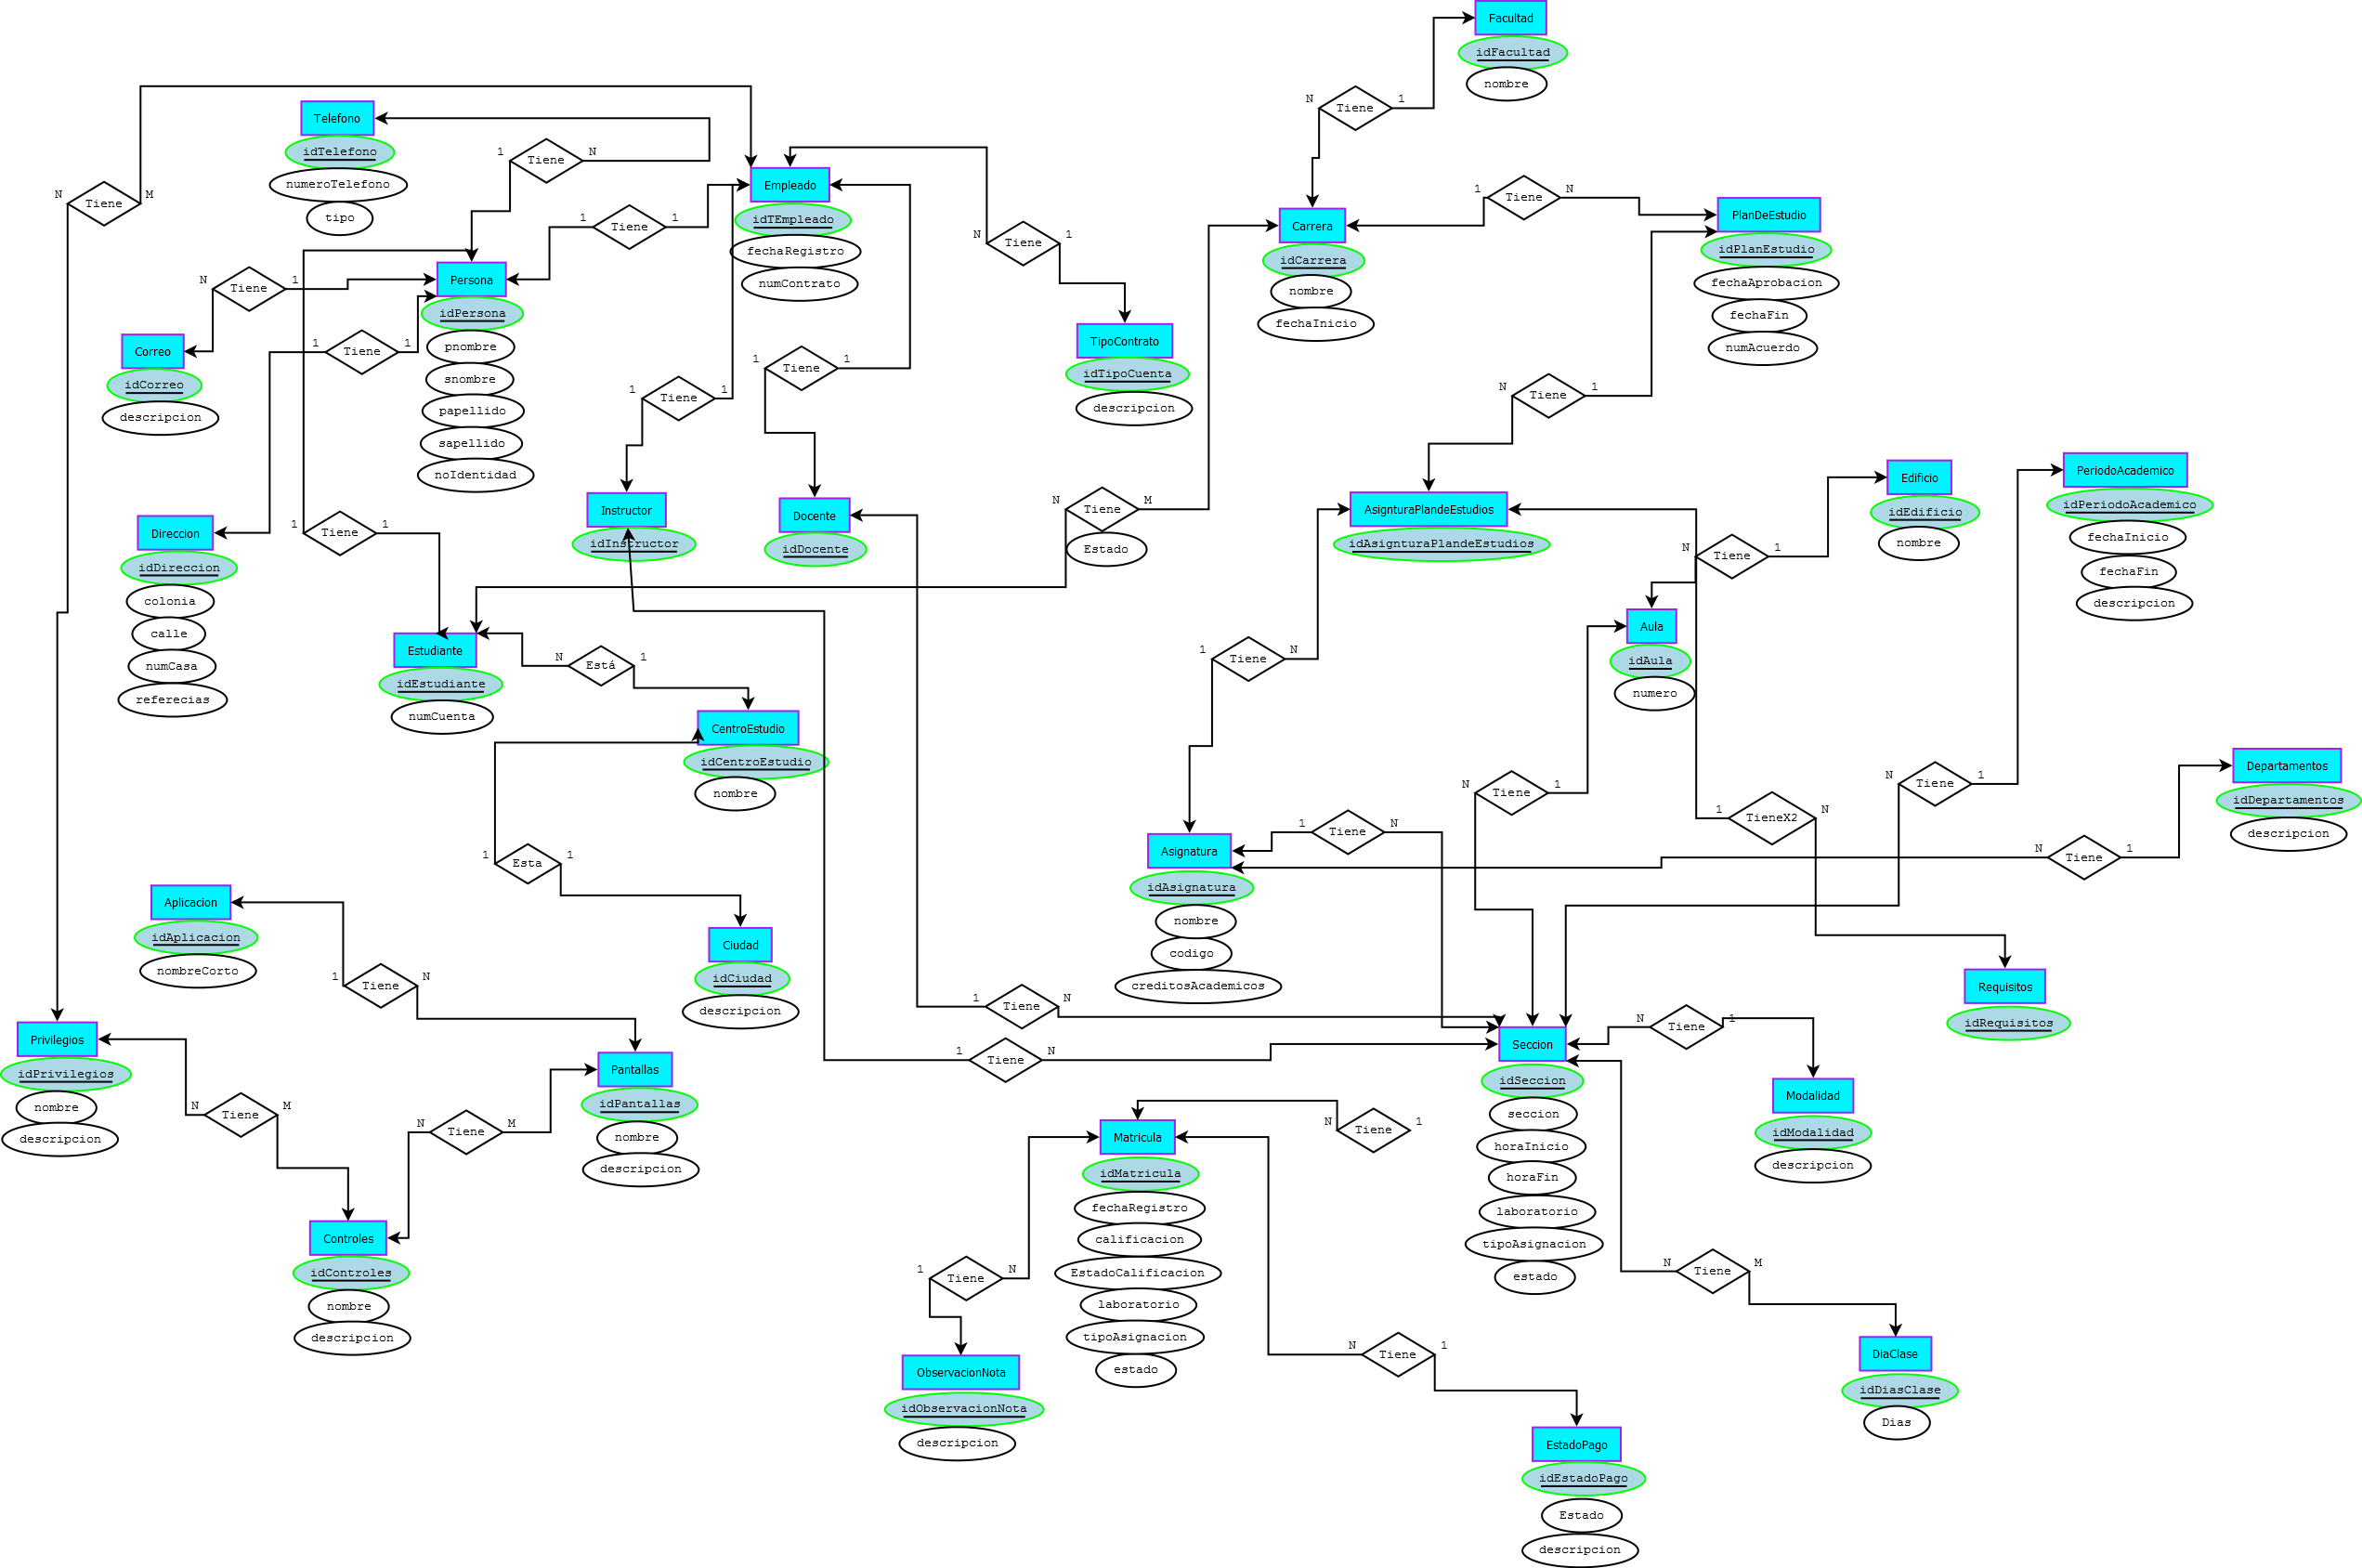 Facultad
idFacultad
nombre
N
Tiene
1
Telefono
idTelefono
numeroTelefono
tipo
1
Tiene
N
N
Tiene
M
Empleado
idTEmpleado
fechaRegistro
numContrato
1
Tiene
1
N
Tiene
1
Carrera
idCarrera
nombre
fechaInicio
1
Tiene
N
PlanDeEstudio
idPlanEstudio
fechaAprobacion
fechaFin
numAcuerdo
Persona
idPersona
pnombre
snombre
papellido
sapellido
noIdentidad
N
Tiene
1
Correo
idCorreo
descripcion
1
Tiene
1
1
Tiene
1
1
Tiene
1
TipoContrato
idTipoCuenta
descripcion
N
Tiene
1
Direccion
idDireccion
colonia
calle
numCasa
referecias
1
Tiene
1
Instructor
idInstructor
Docente
idDocente
N
Tiene
M
Estado
AsignturaPlandeEstudios
idAsignturaPlandeEstudios
Edificio
idEdificio
nombre
PeriodoAcademico
idPeriodoAcademico
fechaInicio
fechaFin
descripcion
N
Tiene
1
Aula
idAula
numero
Estudiante
idEstudiante
numCuenta
N
Está
1
1
Tiene
N
CentroEstudio
idCentroEstudio
nombre
N
Tiene
1
1
TieneX2
N
N
Tiene
1
Departamentos
idDepartamentos
descripcion
1
Esta
1
Asignatura
idAsignatura
nombre
codigo
creditosAcademicos
1
Tiene
N
N
Tiene
1
Aplicacion
idAplicacion
nombreCorto
Ciudad
idCiudad
descripcion
1
Tiene
N
1
Tiene
N
Requisitos
idRequisitos
Privilegios
idPrivilegios
nombre
descripcion
Pantallas
idPantallas
nombre
descripcion
1
Tiene
N
Seccion
idSeccion
seccion
horaInicio
horaFin
laboratorio
tipoAsignacion
estado
N
Tiene
1
Modalidad
idModalidad
descripcion
N
Tiene
M
N
Tiene
M
Matricula
idMatricula
fechaRegistro
calificacion
EstadoCalificacion
laboratorio
tipoAsignacion
estado
N
Tiene
1
Controles
idControles
nombre
descripcion
1
Tiene
N
N
Tiene
M
ObservacionNota
idObservacionNota
descripcion
N
Tiene
1
DiaClase
idDiasClase
Dias
EstadoPago
idEstadoPago
Estado
descripcion